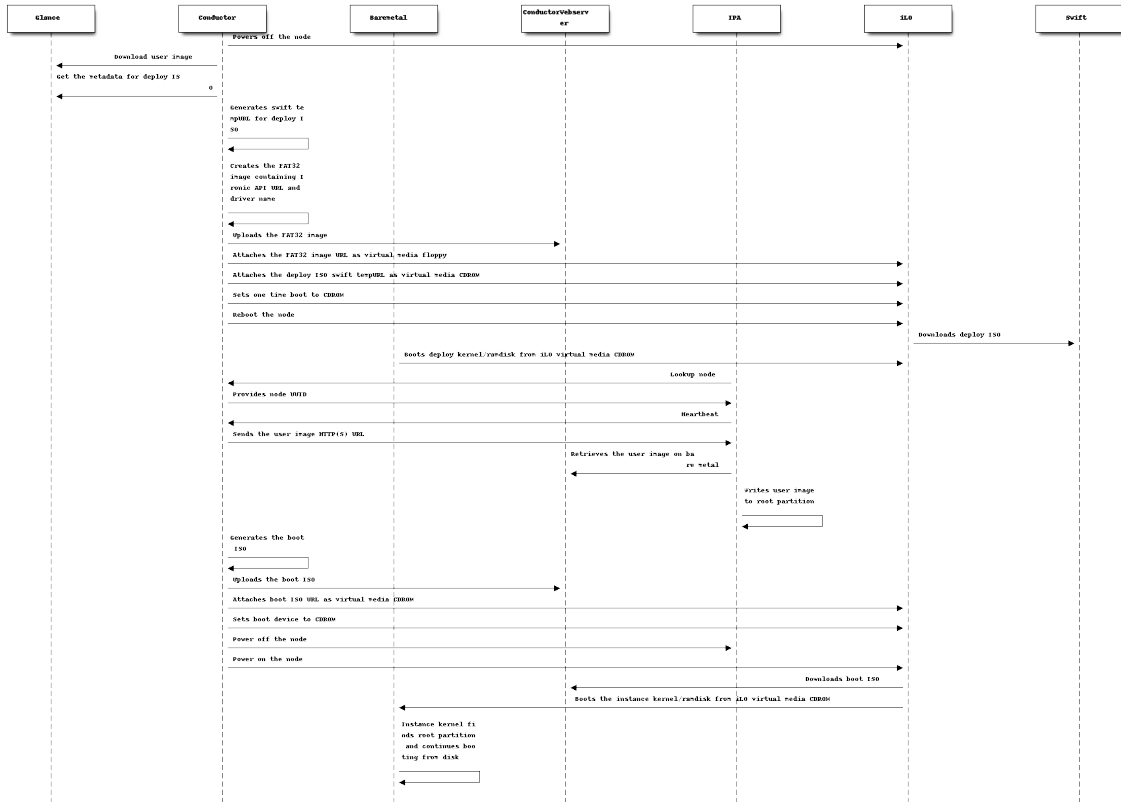 Glance
Conductor
Baremetal
ConductorWebserv
er
IPA
iLO
Swift
Powers off the node
Download user image
Get the metadata for deploy IS
O
Generates swift te
mpURL for deploy I
SO
Creates the FAT32
image containing I
ronic API URL and
driver name
Uploads the FAT32 image
Attaches the FAT32 image URL as virtual media floppy
Attaches the deploy ISO swift tempURL as virtual media CDROM
Sets one time boot to CDROM
Reboot the node
Downloads deploy ISO
Boots deploy kernel/ramdisk from iLO virtual media CDROM
Lookup node
Provides node UUID
Heartbeat
Sends the user image HTTP(S) URL
Retrieves the user image on ba
re metal
Writes user image
to root partition
Generates the boot
ISO
Uploads the boot ISO
Attaches boot ISO URL as virtual media CDROM
Sets boot device to CDROM
Power off the node
Power on the node
Downloads boot ISO
Boots the instance kernel/ramdisk from iLO virtual media CDROM
Instance kernel fi
nds root partition
and continues boo
ting from disk